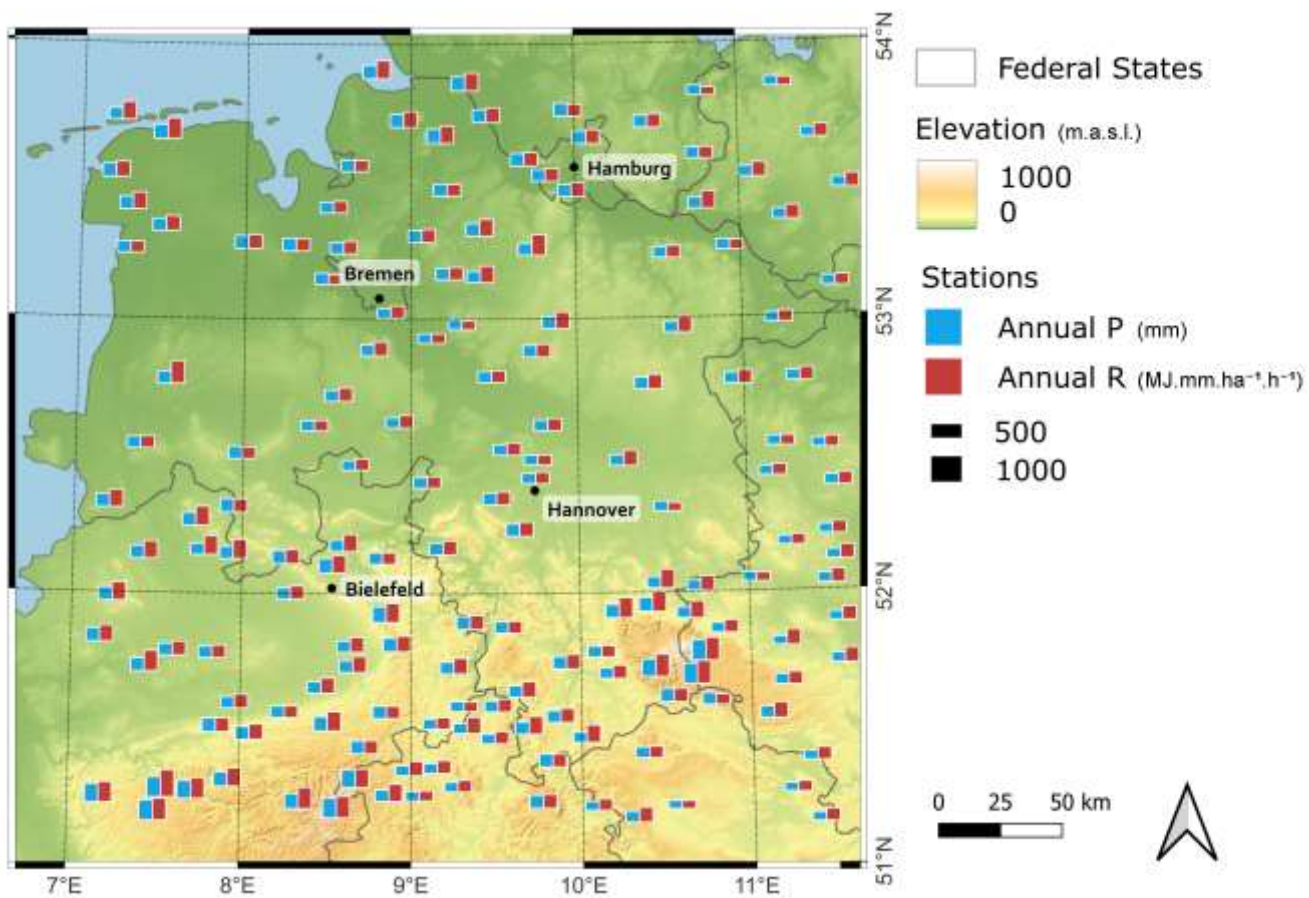 54°N
Federal States
Elevation (m.a.s.l.)
1000
0
Hamburg
Stations
Bremen
53°N
Annual P (mm)
Annual R (MJ.mm.ha⁻¹.h⁻¹)
500
1000
Hannover
Bielefeld
52°N
0 25 50 km
51°N
7°E 8°E 9°E 10°E 11°E